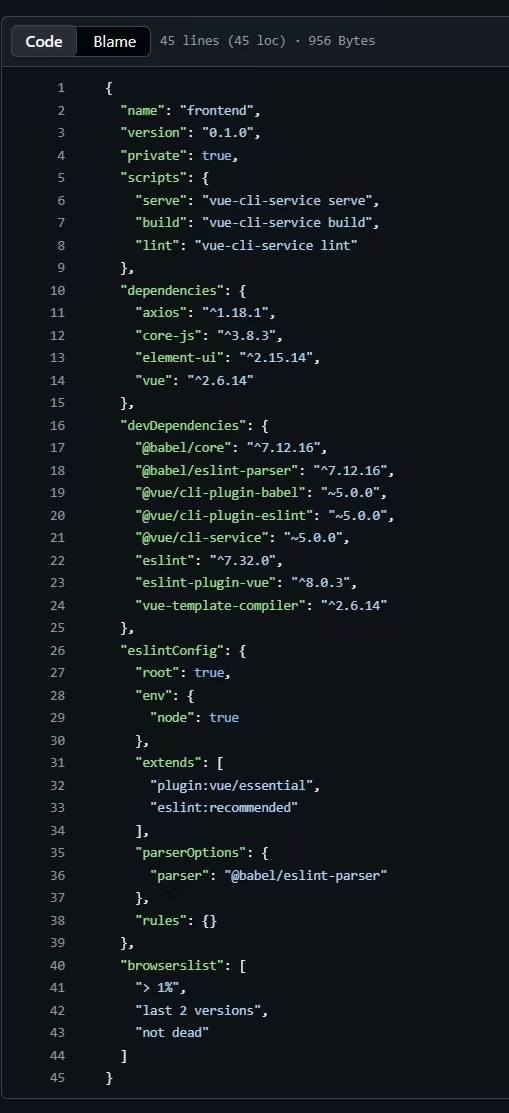 Code Blame 45 lines (45 loc) · 956 Bytes
1 {
2 "name": "frontend",
3 "version": "0.1.0",
4 "private": true,
5 "scripts": {
6 "serve": "vue-cli-service serve",
7 "build": "vue-cli-service build",
8 "lint": "vue-cli-service lint"
9 },
10 "dependencies": {
11 "axios": "^1.18.1",
12 "core-js": "^3.8.3",
13 "element-ui": "^2.15.14",
14 "vue": "^2.6.14"
15 },
16 "devDependencies": {
17 "@babel/core": "^7.12.16",
18 "@babel/eslint-parser": "^7.12.16",
19 "@vue/cli-plugin-babel": "~5.0.0",
20 "@vue/cli-plugin-eslint": "~5.0.0",
21 "@vue/cli-service": "~5.0.0",
22 "eslint": "^7.32.0",
23 "eslint-plugin-vue": "^8.0.3",
24 "vue-template-compiler": "^2.6.14"
25 },
26 "eslintConfig": {
27 "root": true,
28 "env": {
29 "node": true
30 },
31 "extends": [
32 "plugin:vue/essential",
33 "eslint:recommended"
34 ],
35 "parserOptions": {
36 "parser": "@babel/eslint-parser"
37 },
38 "rules": {}
39 },
40 "browserslist": [
41 "> 1%",
42 "last 2 versions",
43 "not dead"
44 ]
45 }